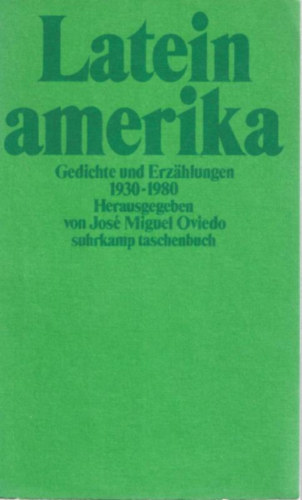 Latein
amerika
Gedichte und Erzählungen
1930-1980
Herausgegeben
von José Miguel Oviedo
suhrkamp taschenbuch